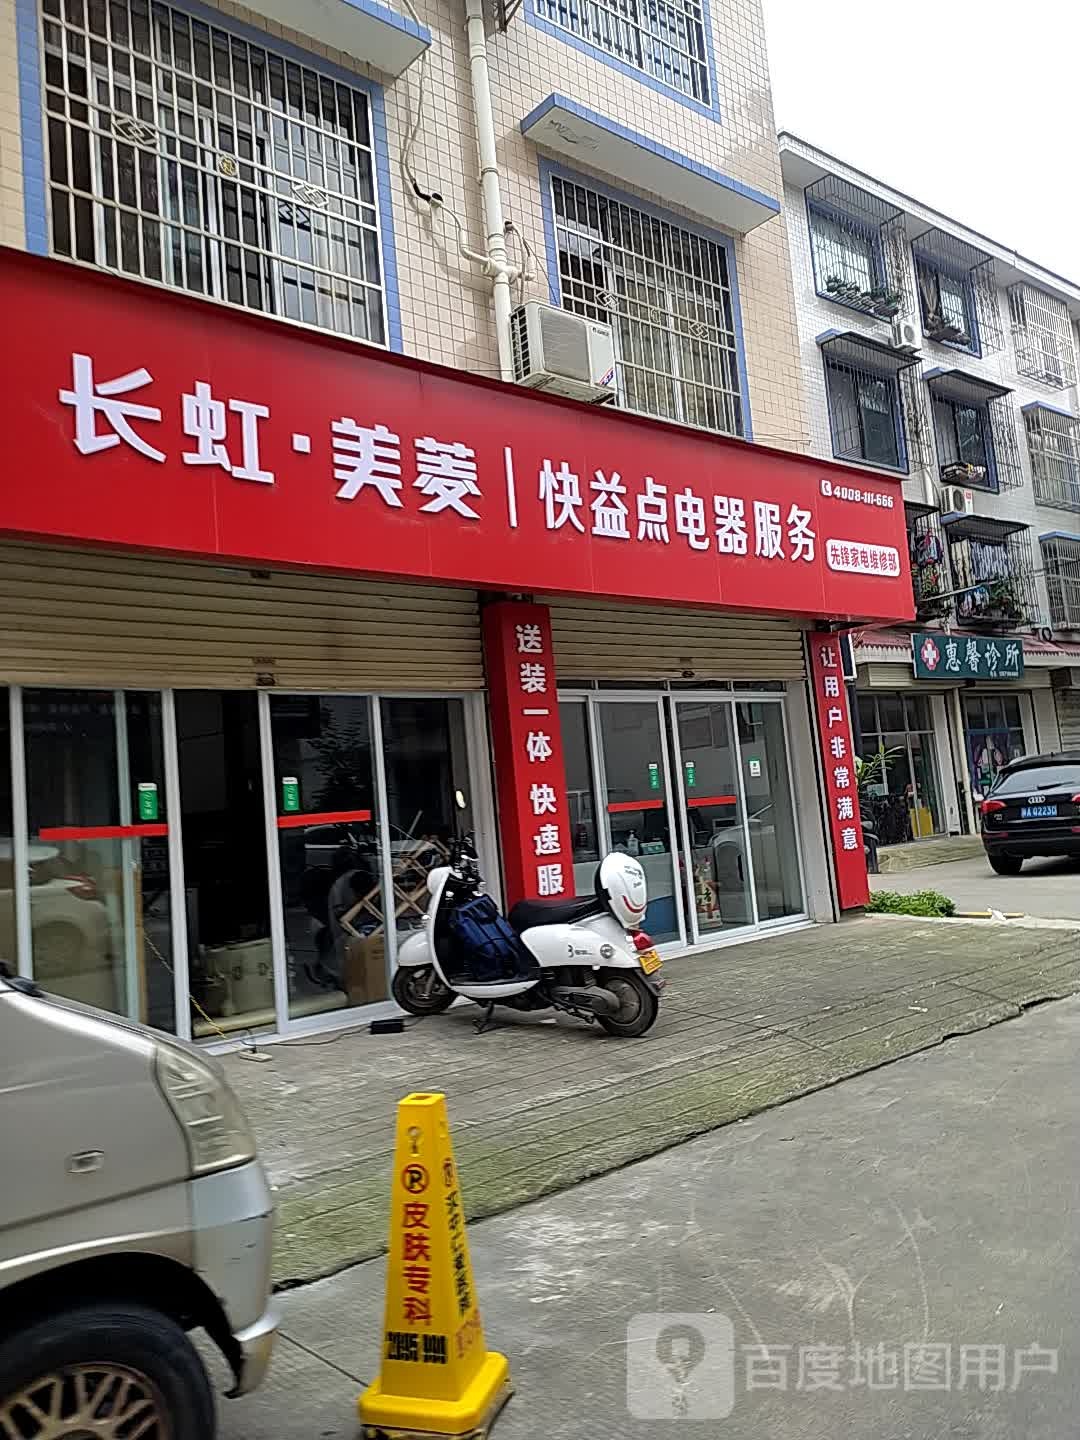 长虹·美菱|快益点电器服务
4008-111-666
先锋家电维修部
送装一体 快速服
让用户非常满意
惠馨诊所
皮肤专科
百度地图用户